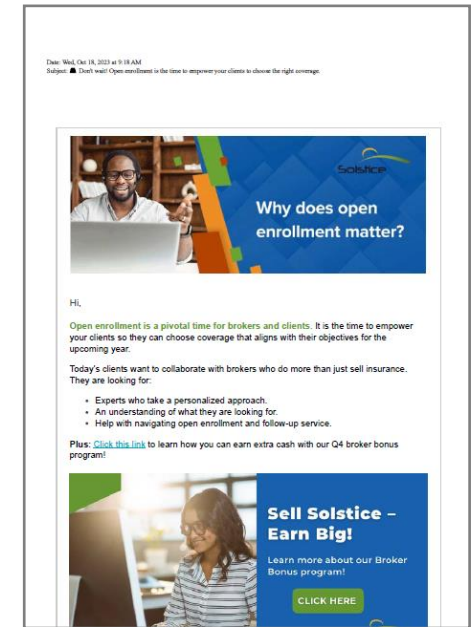 Date: Wed, Oct 18, 2023 at 9:18 AM
Subject: 🔔 Don't wait! Open enrollment is the time to empower your clients to choose the right coverage.
Solstice
Why does open
enrollment matter?
Hi,
Open enrollment is a pivotal time for brokers and clients. It is the time to empower
your clients so they can choose coverage that aligns with their objectives for the
upcoming year.
Today's clients want to collaborate with brokers who do more than just sell insurance.
They are looking for:
• Experts who take a personalized approach.
• An understanding of what they are looking for.
• Help with navigating open enrollment and follow-up service.
Plus: Click this link to learn how you can earn extra cash with our Q4 broker bonus
program!
Sell Solstice –
Earn Big!
Learn more about our Broker
Bonus program!
CLICK HERE